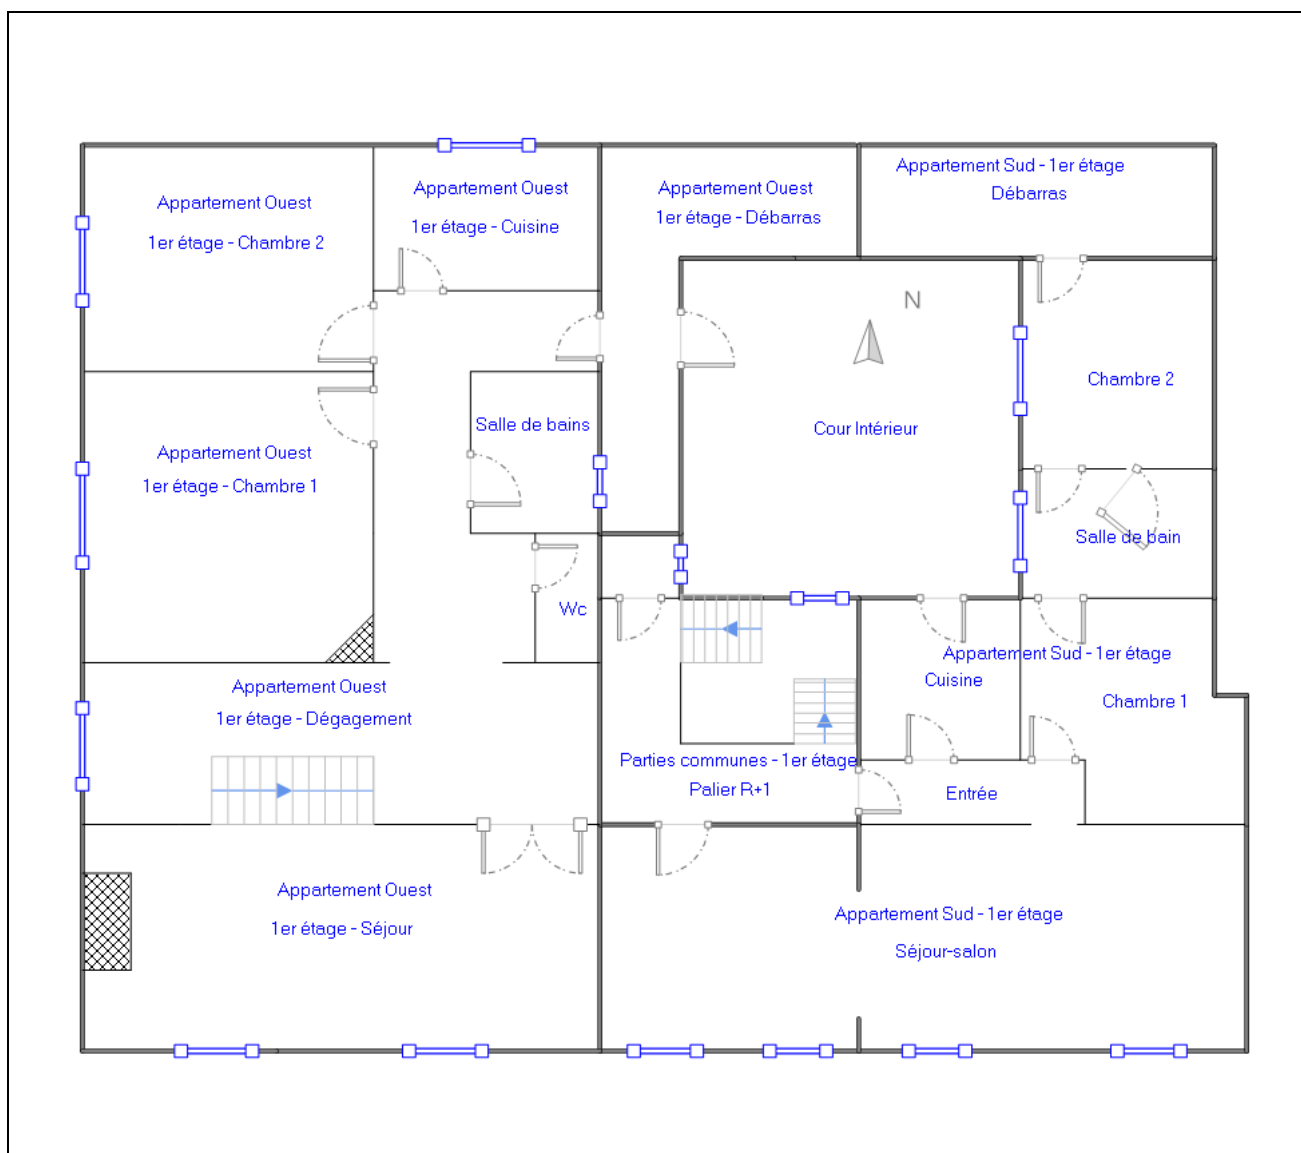 Appartement Sud - 1er étage
Débarras
Appartement Ouest
1er étage - Chambre 2
Appartement Ouest
1er étage - Cuisine
Appartement Ouest
1er étage - Débarras
N
Chambre 2
Cour Intérieur
Salle de bains
Appartement Ouest
1er étage - Chambre 1
Salle de bain
Wc
Appartement Sud - 1er étage
Cuisine
Chambre 1
Appartement Ouest
1er étage - Dégagement
Parties communes - 1er étage
Palier R+1
Entrée
Appartement Ouest
1er étage - Séjour
Appartement Sud - 1er étage
Séjour-salon